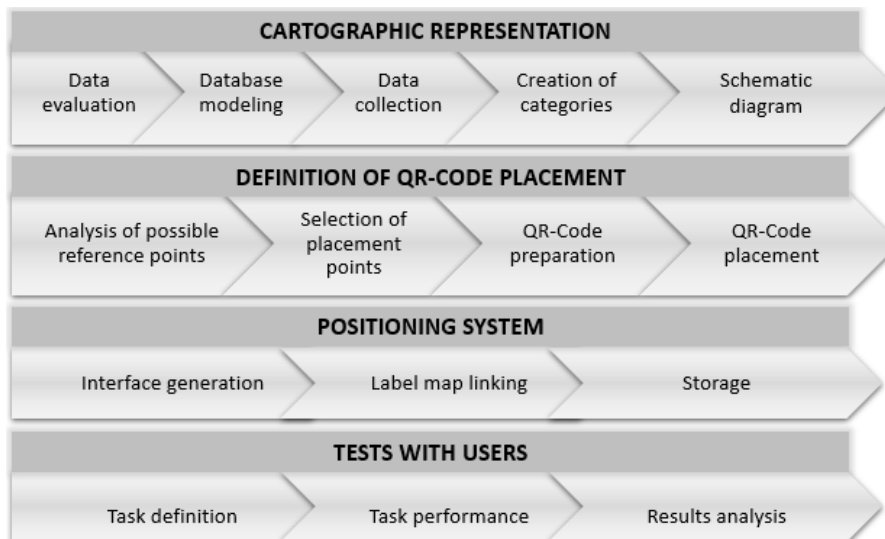 CARTOGRAPHIC REPRESENTATION
Data
evaluation
Database
modeling
Data
collection
Creation of
categories
Schematic
diagram
DEFINITION OF QR-CODE PLACEMENT
Analysis of possible
reference points
Selection of
placement
points
QR-Code
preparation
QR-Code
placement
POSITIONING SYSTEM
Interface generation
Label map linking
Storage
TESTS WITH USERS
Task definition
Task performance
Results analysis